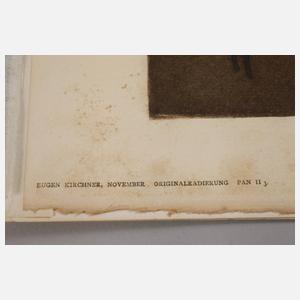 EUGEN KIRCHNER, NOVEMBER, ORIGINALRADIERUNG PAN II 3